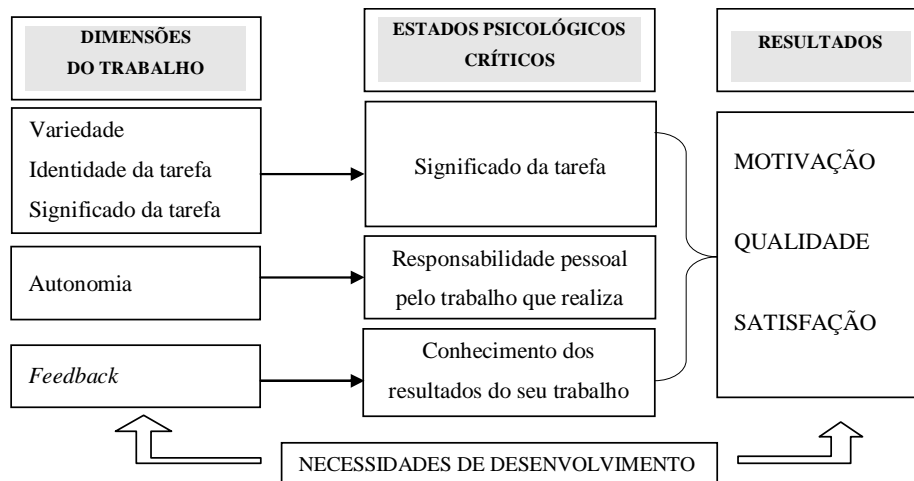 DIMENSÕES
DO TRABALHO
ESTADOS PSICOLÓGICOS
CRÍTICOS
RESULTADOS
Variedade
Identidade da tarefa
Significado da tarefa
Significado da tarefa
MOTIVAÇÃO
QUALIDADE
SATISFAÇÃO
Autonomia
Responsabilidade pessoal
pelo trabalho que realiza
Feedback
Conhecimento dos
resultados do seu trabalho
NECESSIDADES DE DESENVOLVIMENTO